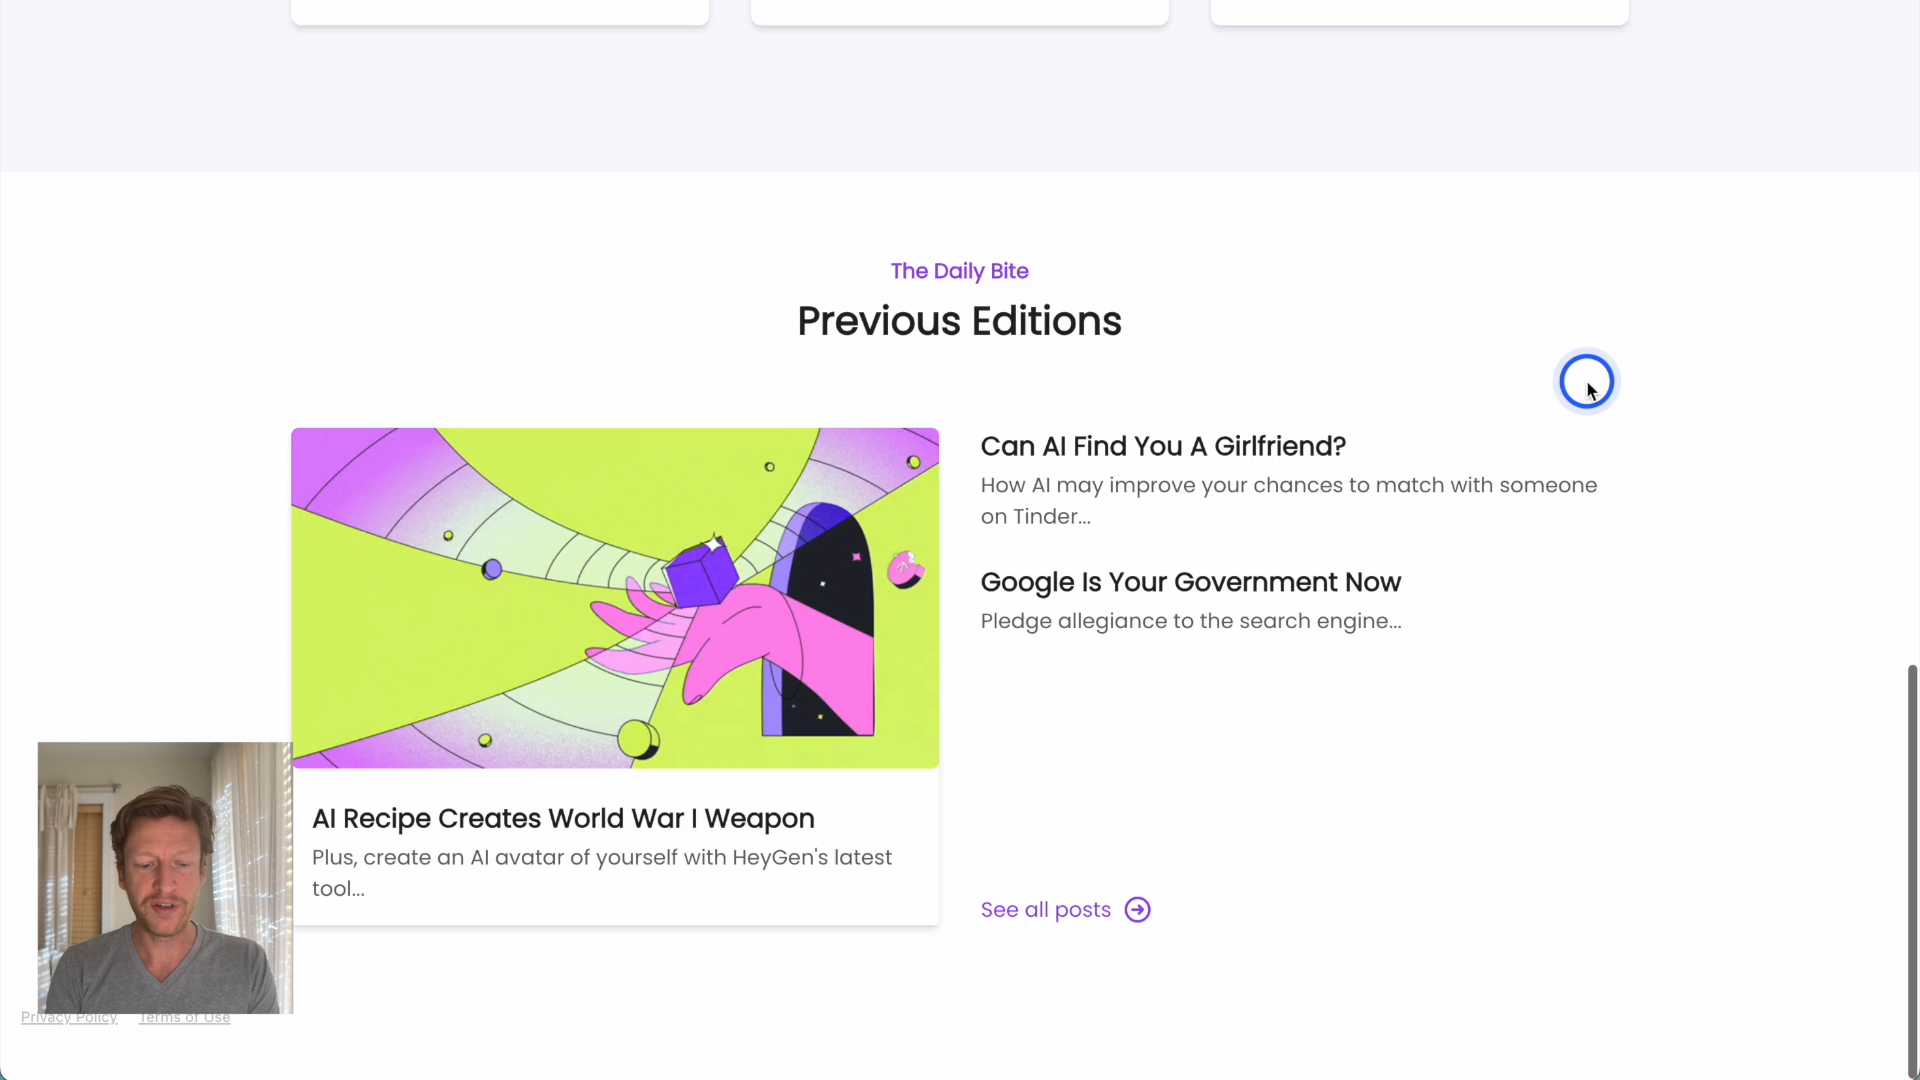 The Daily Bite
Previous Editions
Can AI Find You A Girlfriend?
How AI may improve your chances to match with someone
on Tinder...
Google Is Your Government Now
Pledge allegiance to the search engine...
AI Recipe Creates World War I Weapon
Plus, create an AI avatar of yourself with HeyGen's latest
tool...
See all posts
Privacy Policy Terms of Use